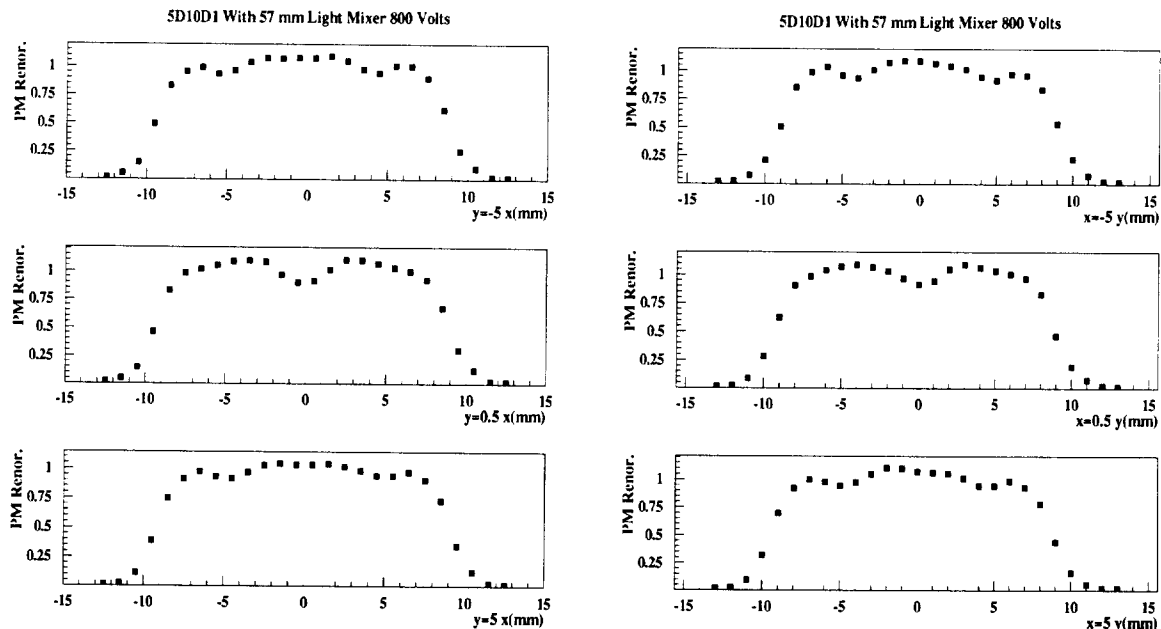 5D10D1 With 57 mm Light Mixer 800 Volts
PM Renor.
1
0.75
0.5
0.25
-15 -10 -5 0 5 10 15
y=-5 x(mm)
PM Renor.
1
0.75
0.5
0.25
-15 -10 -5 0 5 10 15
y=0.5 x(mm)
PM Renor.
1
0.75
0.5
0.25
-15 -10 -5 0 5 10 15
y=5 x(mm)
5D10D1 With 57 mm Light Mixer 800 Volts
PM Renor.
1
0.75
0.5
0.25
-15 -10 -5 0 5 10 15
x=-5 y(mm)
PM Renor.
1
0.75
0.5
0.25
-15 -10 -5 0 5 10 15
x=0.5 y(mm)
PM Renor.
1
0.75
0.5
0.25
-15 -10 -5 0 5 10 15
x=5 y(mm)